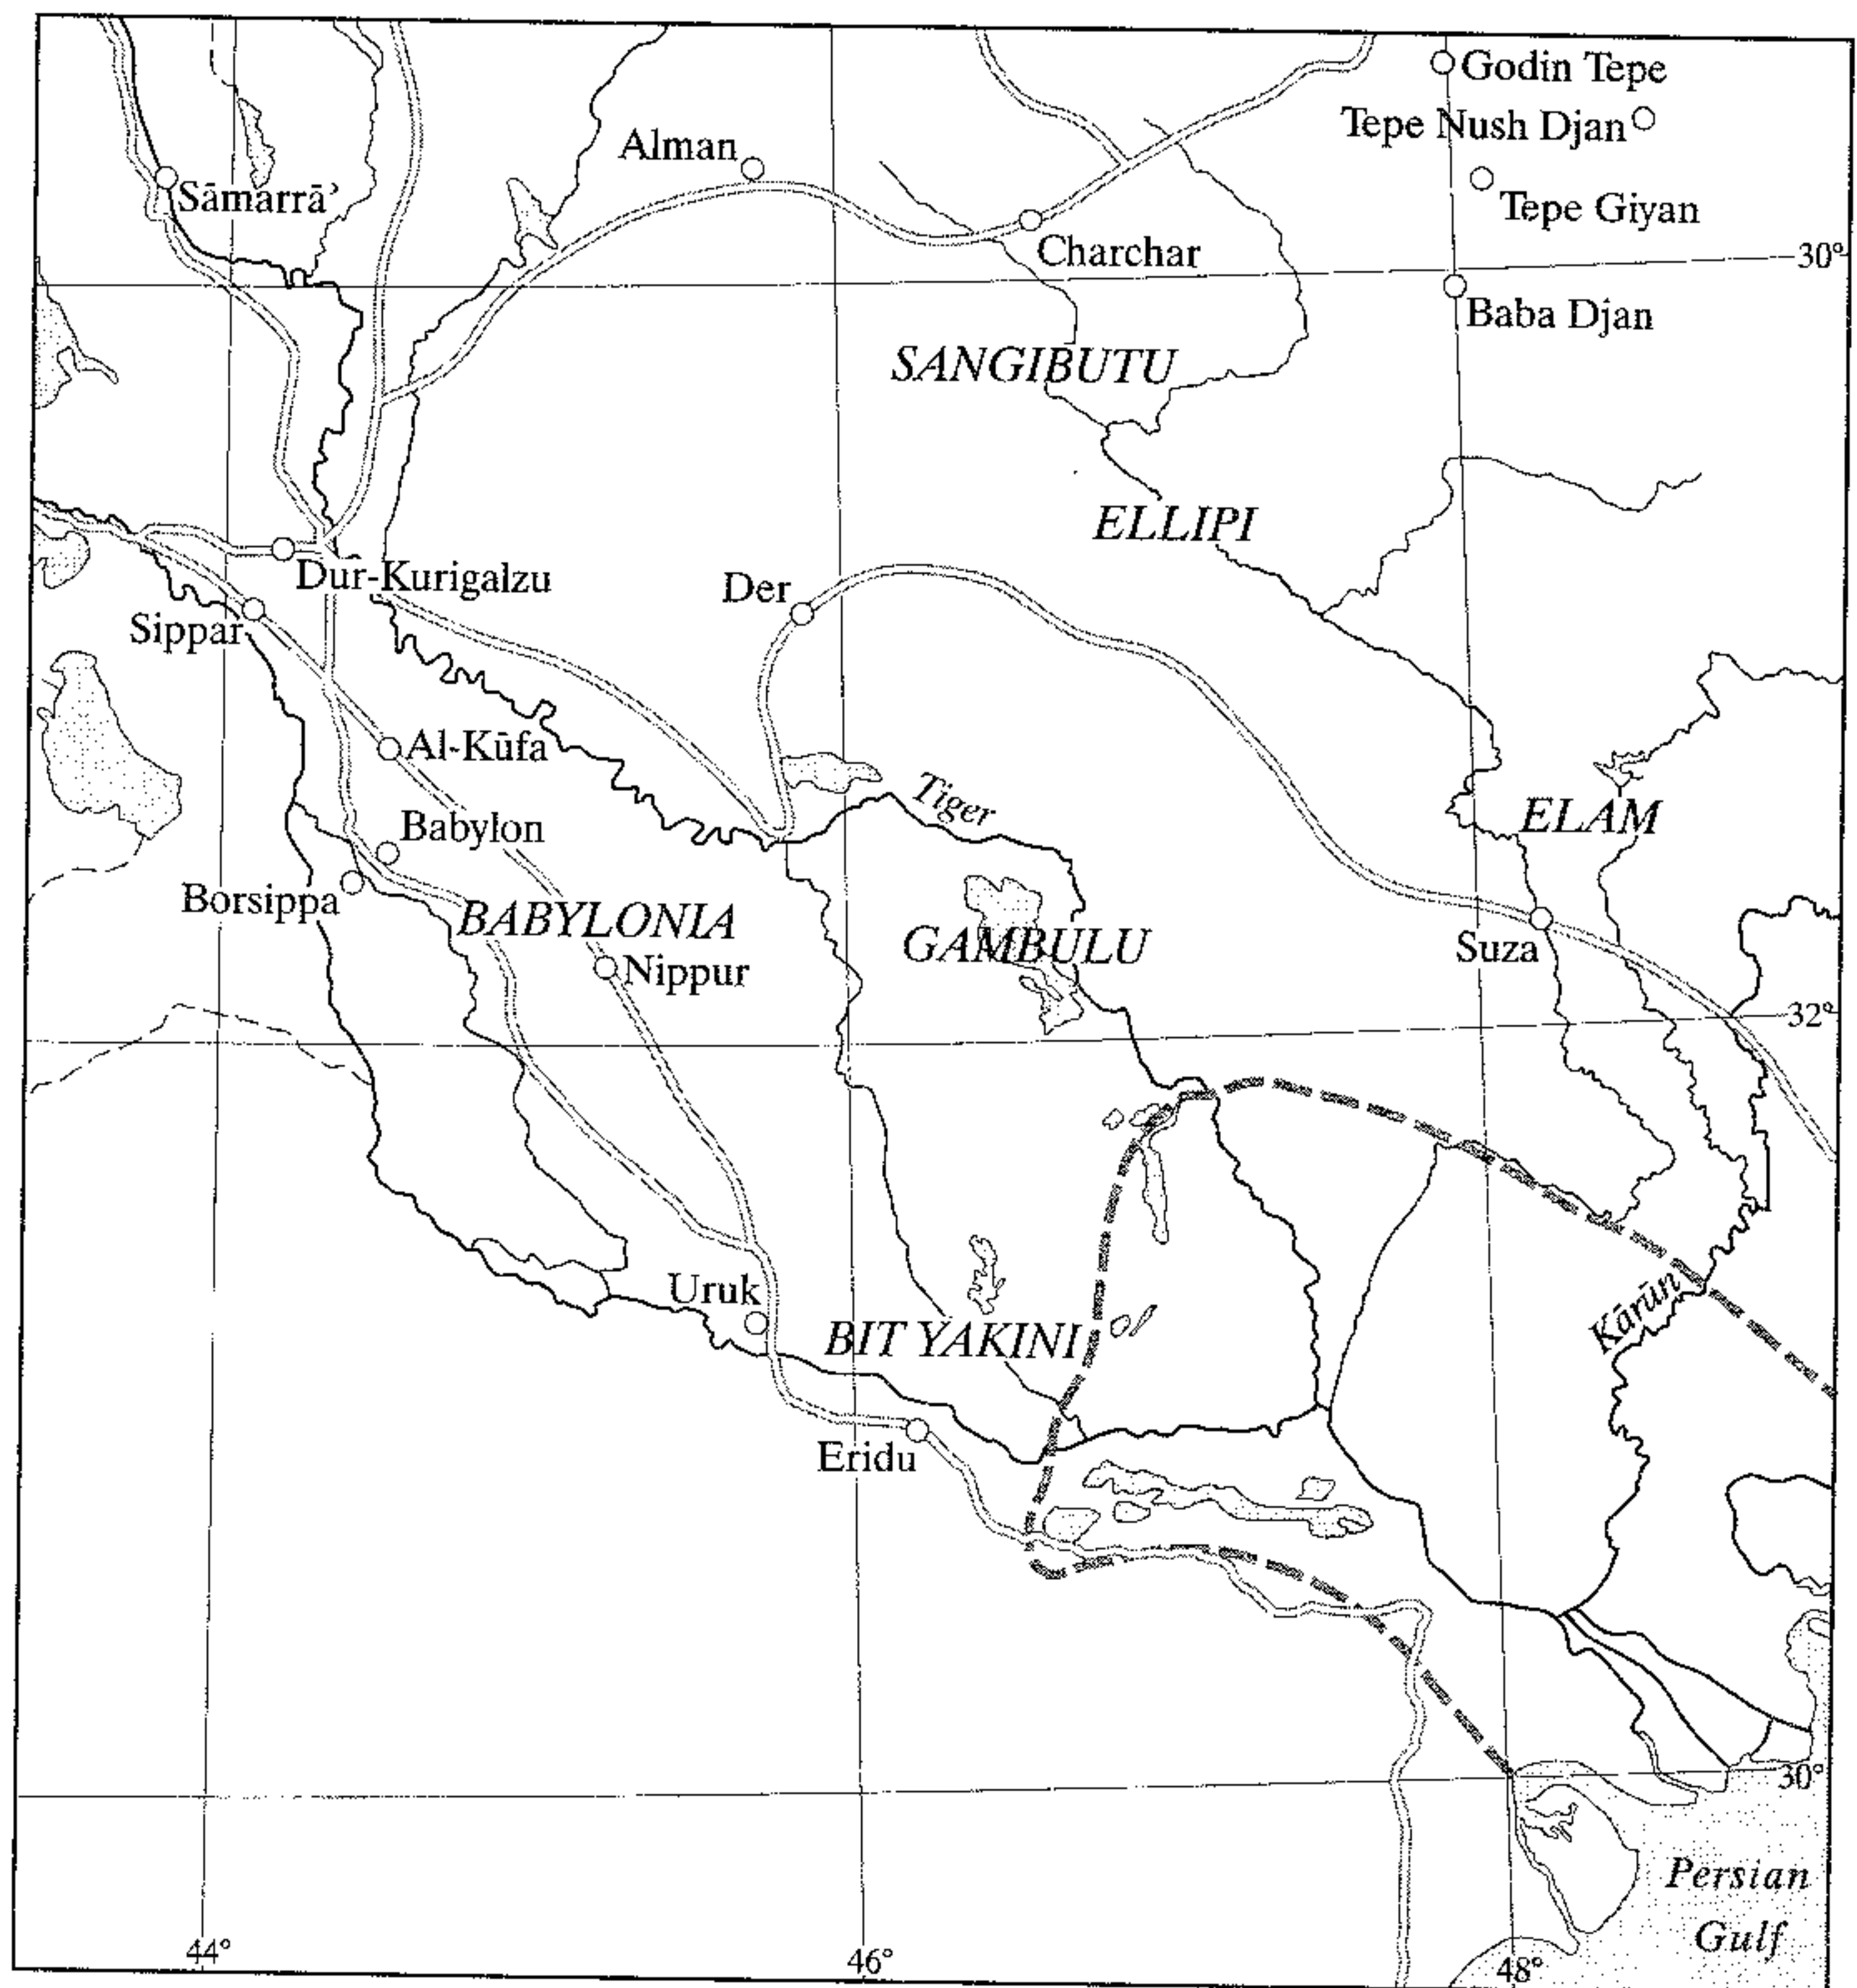 Godin Tepe
Tepe Nush Djan
Alman
Sāmarrā’
Tepe Giyan
Charchar
30°
Baba Djan
SANGIBUTU
ELLIPI
Dur-Kurigalzu
Der
Sippar
Al-Kūfa
Tiger
ELAM
Babylon
Borsippa
BABYLONIA
GAMBULU
Suza
Nippur
32°
Uruk
Kārūn
BIT YAKINI
Eridu
30°
Persian
Gulf
44°
46°
48°